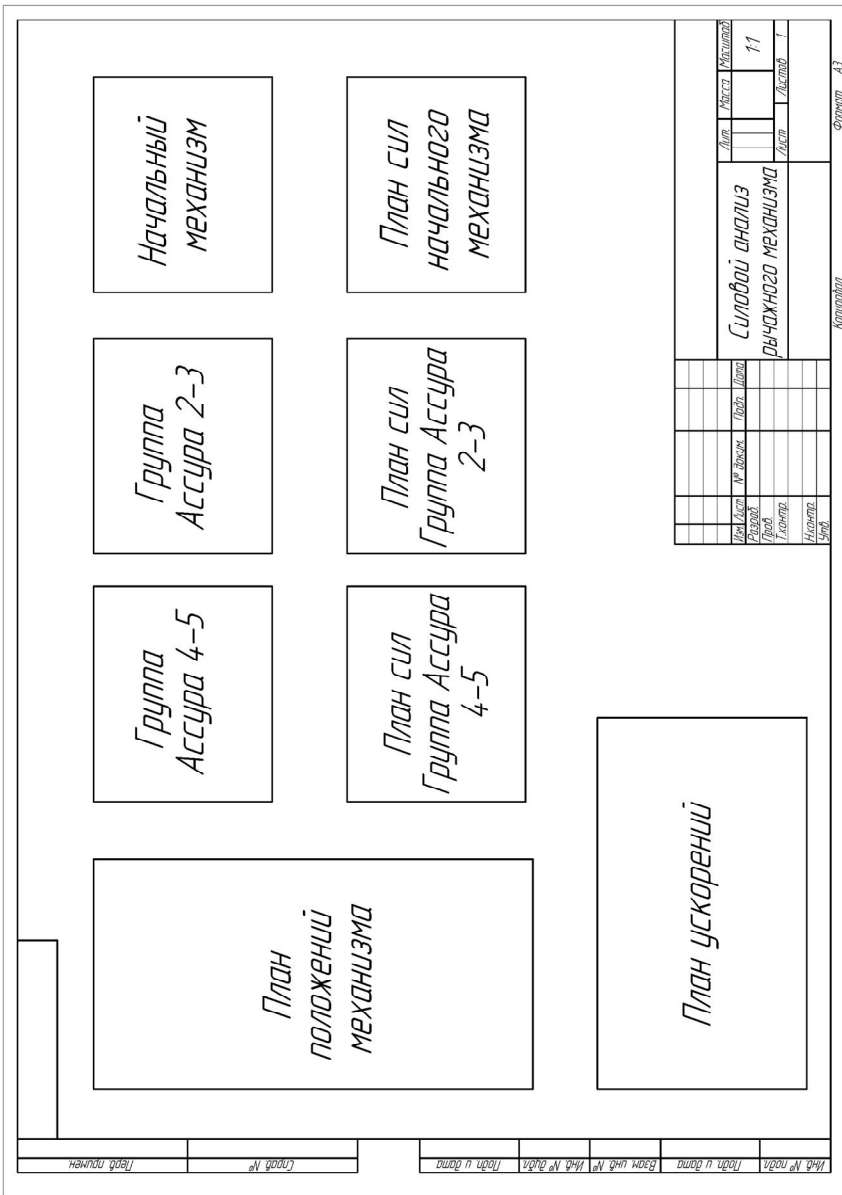 План
положений
механизма
Группа
Ассура 4-5
Группа
Ассура 2-3
Начальный
механизм
План сил
Группа Ассура
4-5
План сил
Группа Ассура
2-3
План сил
начального
механизма
План ускорений
Перв. примен.
Справ. №
Подп. и дата
Инв. № дубл.
Взам. инв. №
Подп. и дата
Инв. № подл.
Изм. Лист № докум. Подп. Дата
Разраб.
Пров.
Т.контр.
Н.контр.
Утв.
Силовой анализ
рычажного механизма
Лит. Масса Масштаб
1:1
Лист Листов 1
Копировал Формат А3